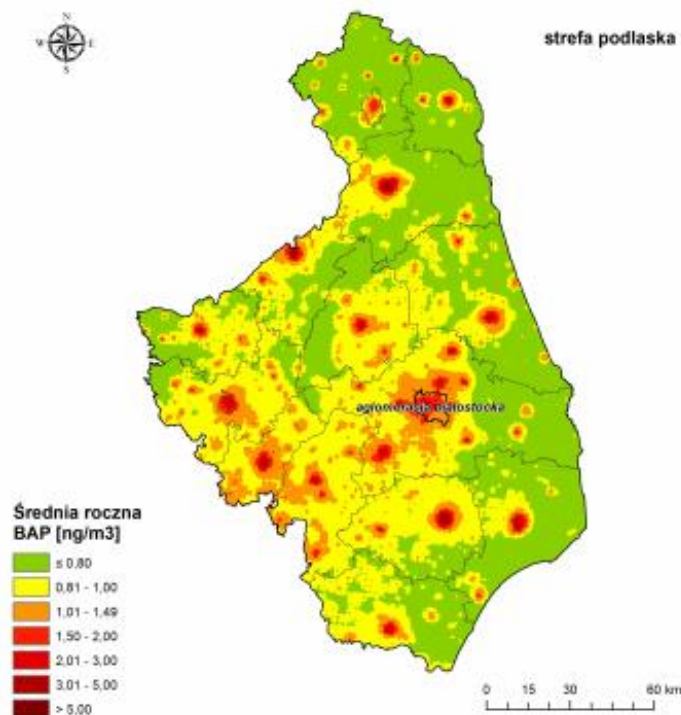 N
W E
S
strefa podlaska
aglomeracja białostocka
Średnia roczna
BAP [ng/m3]
≤ 0,80
0,81 - 1,00
1,01 - 1,49
1,50 - 2,00
2,01 - 3,00
3,01 - 5,00
> 5,00
0 15 30 60 km